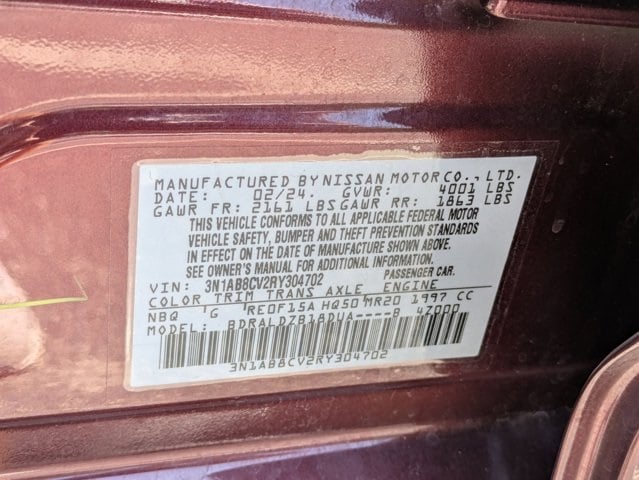 MANUFACTURED BY NISSAN MOTOR CO., LTD.
DATE: 02/24. GVWR: 4001 LBS
GAWR FR: 2161 LBS GAWR RR: 1863 LBS
THIS VEHICLE CONFORMS TO ALL APPLICABLE FEDERAL MOTOR
VEHICLE SAFETY, BUMPER AND THEFT PREVENTION STANDARDS
IN EFFECT ON THE DATE OF MANUFACTURE SHOWN ABOVE.
SEE OWNER'S MANUAL FOR ADDITIONAL INFORMATION.
VIN: 3N1AB8CV2RY304702 PASSENGER CAR.
COLOR TRIM TRANS AXLE ENGINE
NBQ G RE0F15A HQ50 MR20 1997 CC
MODEL: BDRALDZB18DUA----B 4Z000
3N1AB8CV2RY304702